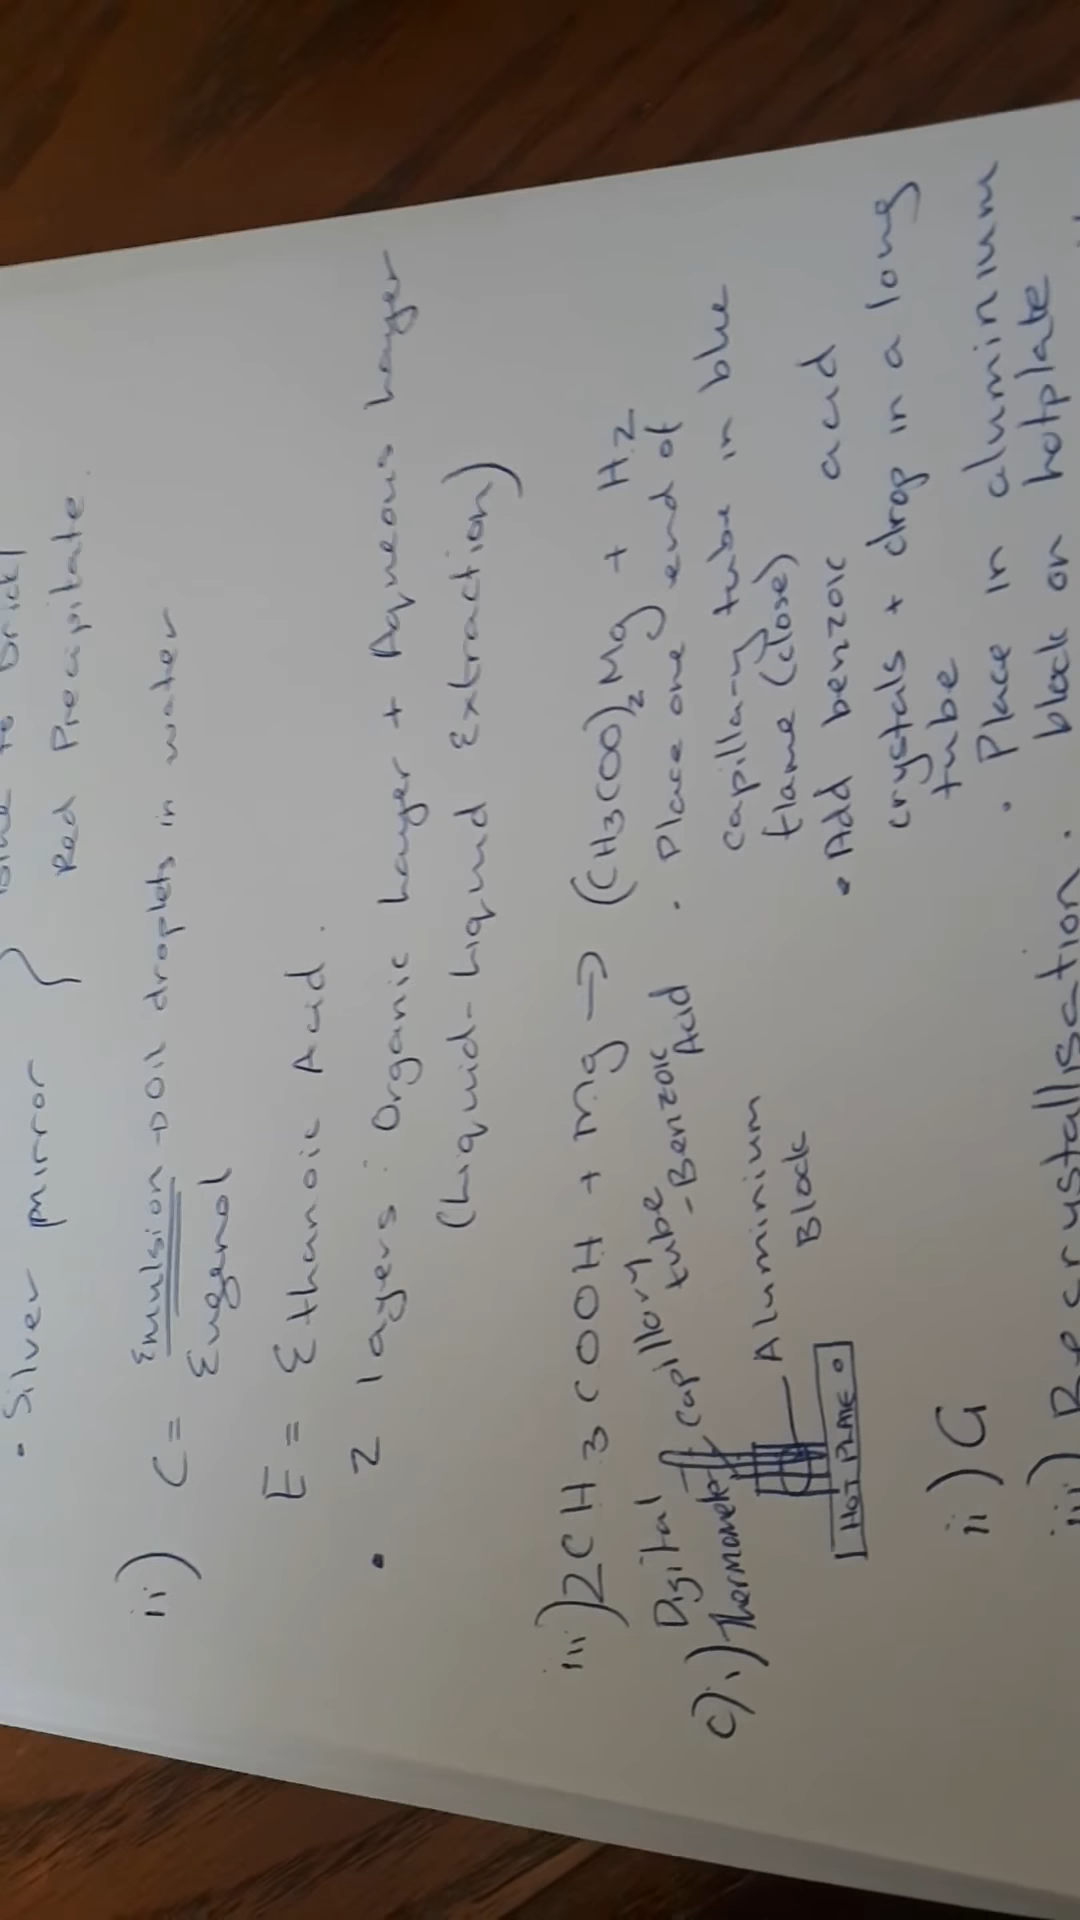 • Silver mirror } Blue to Brick
Red Precipitate.
ii) C = Emulsion → oil droplets in water
Eugenol
E = Ethanoic Acid.
• 2 layers: Organic Layer + Aqueous Layer
(Liquid-Liquid Extraction)
iii) 2CH3COOH + Mg → (CH3COO)2Mg + H2
c) i) Digital
Thermometer
Capillary
tube
- Benzoic
Acid
Aluminium
Block
HOT PLATE
• Place one end of
capillary tube in blue
flame (close)
• Add benzoic acid
crystals + drop in a long
tube
• Place in aluminium
block on hotplate
ii) G
iii) Recrystallisation.